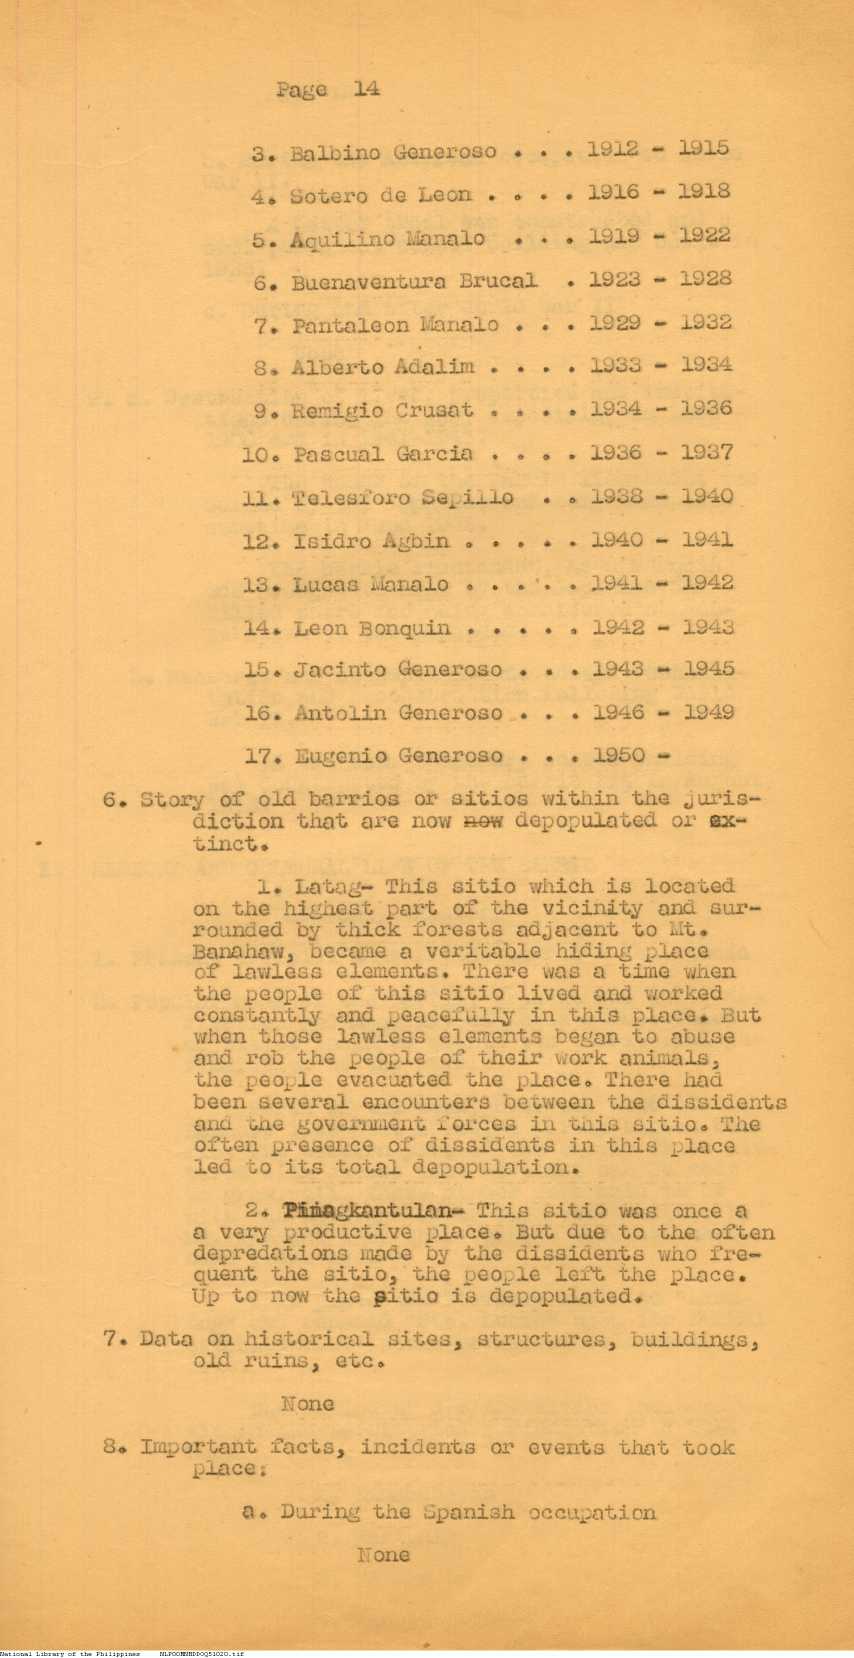 Page 14
3. Balbino Generoso . . . 1912 - 1915
4. Sotero de Leon . . . . 1916 - 1918
5. Aquilino Manalo . . . 1919 - 1922
6. Buenaventura Brucal . 1923 - 1928
7. Pantaleon Manalo . . . 1929 - 1932
8. Alberto Adalim . . . . 1933 - 1934
9. Remigio Crusat . . . . 1934 - 1936
10. Pascual Garcia . . . . 1936 - 1937
11. Telesforo Sepillo . . 1938 - 1940
12. Isidro Agbin . . . . . 1940 - 1941
13. Lucas Manalo . . . . . 1941 - 1942
14. Leon Bonquin . . . . . 1942 - 1943
15. Jacinto Generoso . . . 1943 - 1945
16. Antolin Generoso . . . 1946 - 1949
17. Eugenio Generoso . . . 1950 -
6. Story of old barrios or sitios within the juris-
diction that are now now depopulated or ex-
tinct.
1. Latag- This sitio which is located
on the highest part of the vicinity and sur-
rounded by thick forests adjacent to Mt.
Banahaw, became a veritable hiding place
of lawless elements. There was a time when
the people of this sitio lived and worked
constantly and peacefully in this place. But
when those lawless elements began to abuse
and rob the people of their work animals,
the people evacuated the place. There had
been several encounters between the dissidents
and the government forces in this sitio. The
often presence of dissidents in this place
led to its total depopulation.
2. Pinagkantulan- This sitio was once a
a very productive place. But due to the often
depredations made by the dissidents who fre-
quent the sitio, the people left the place.
Up to now the sitio is depopulated.
7. Data on historical sites, structures, buildings,
old ruins, etc.
None
8. Important facts, incidents or events that took
place:
a. During the Spanish occupation
None
National Library of the Philippines NLPOOMNBDD0Q51020.tif